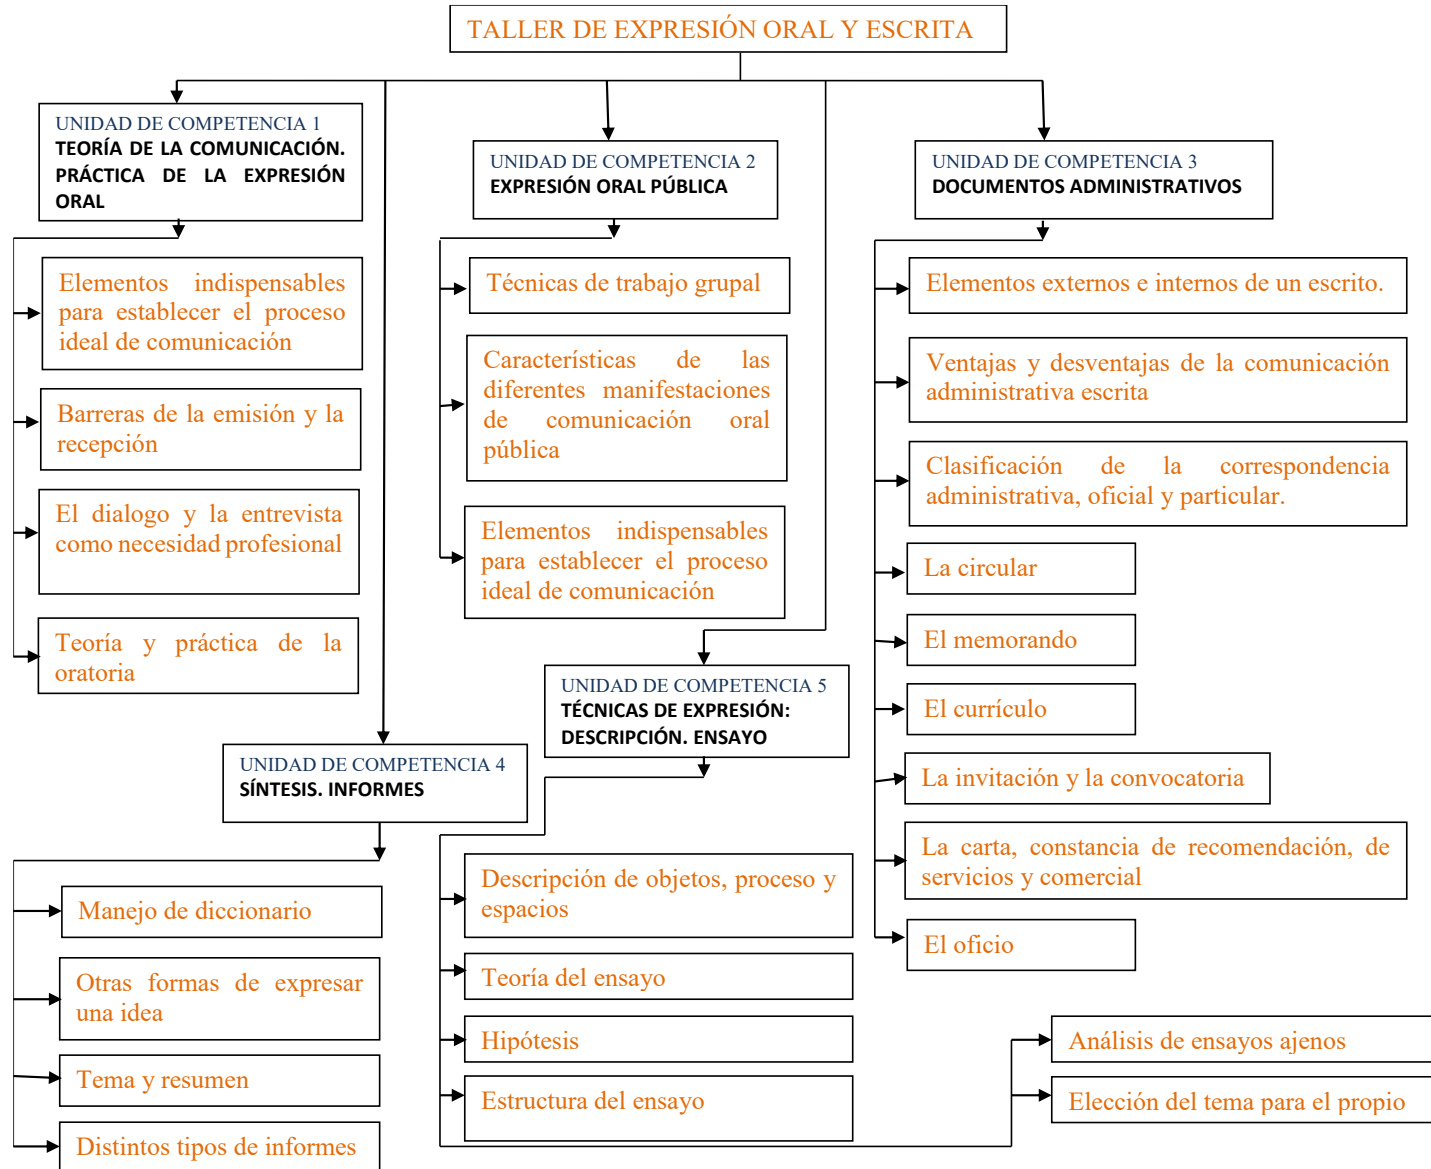 TALLER DE EXPRESIÓN ORAL Y ESCRITA
UNIDAD DE COMPETENCIA 1
TEORÍA DE LA COMUNICACIÓN.
PRÁCTICA DE LA EXPRESIÓN
ORAL
Elementos indispensables
para establecer el proceso
ideal de comunicación
Barreras de la emisión y la
recepción
El dialogo y la entrevista
como necesidad profesional
Teoría y práctica de la
oratoria
UNIDAD DE COMPETENCIA 2
EXPRESIÓN ORAL PÚBLICA
Técnicas de trabajo grupal
Características de las
diferentes manifestaciones
de comunicación oral
pública
Elementos indispensables
para establecer el proceso
ideal de comunicación
UNIDAD DE COMPETENCIA 3
DOCUMENTOS ADMINISTRATIVOS
Elementos externos e internos de un escrito.
Ventajas y desventajas de la comunicación
administrativa escrita
Clasificación de la correspondencia
administrativa, oficial y particular.
La circular
El memorando
El currículo
La invitación y la convocatoria
La carta, constancia de recomendación, de
servicios y comercial
El oficio
UNIDAD DE COMPETENCIA 4
SÍNTESIS. INFORMES
Manejo de diccionario
Otras formas de expresar
una idea
Tema y resumen
Distintos tipos de informes
UNIDAD DE COMPETENCIA 5
TÉCNICAS DE EXPRESIÓN:
DESCRIPCIÓN. ENSAYO
Descripción de objetos, proceso y
espacios
Teoría del ensayo
Hipótesis
Estructura del ensayo
Análisis de ensayos ajenos
Elección del tema para el propio